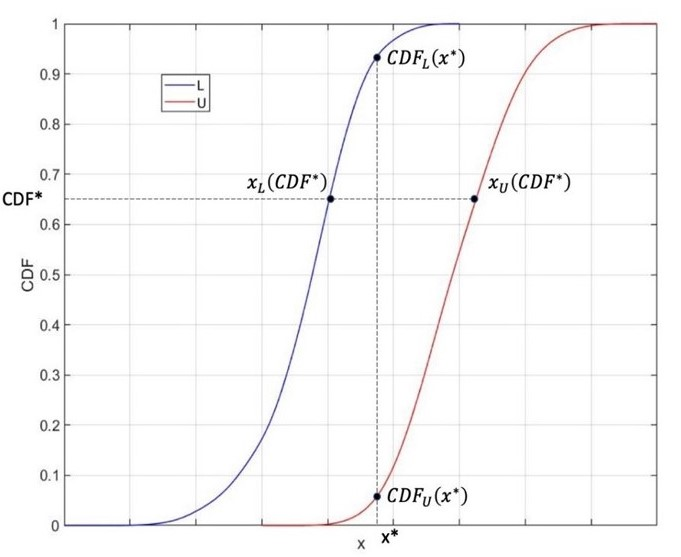 1
CDF_L(x*)
0.9
L
U
0.8
0.7
x_L(CDF*)
x_U(CDF*)
CDF*
0.6
CDF
0.5
0.4
0.3
0.2
0.1
CDF_U(x*)
0
x
x*